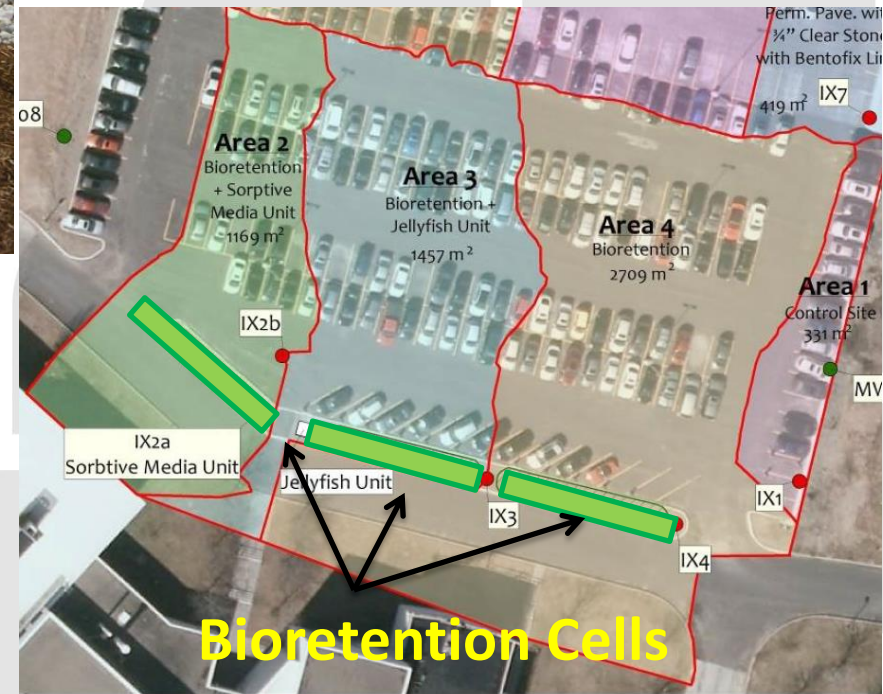 Perm. Pave. wit
¾” Clear Stone
with Bentofix Lin
419 m²
IX7
08
Area 2
Bioretention
+ Sorptive
Media Unit
1169 m²
Area 3
Bioretention +
Jellyfish Unit
1457 m²
Area 4
Bioretention
2709 m²
Area 1
Control Site
331 m²
IX2b
MV
IX2a
Sorbtive Media Unit
Jellyfish Unit
IX3
IX1
IX4
Bioretention Cells